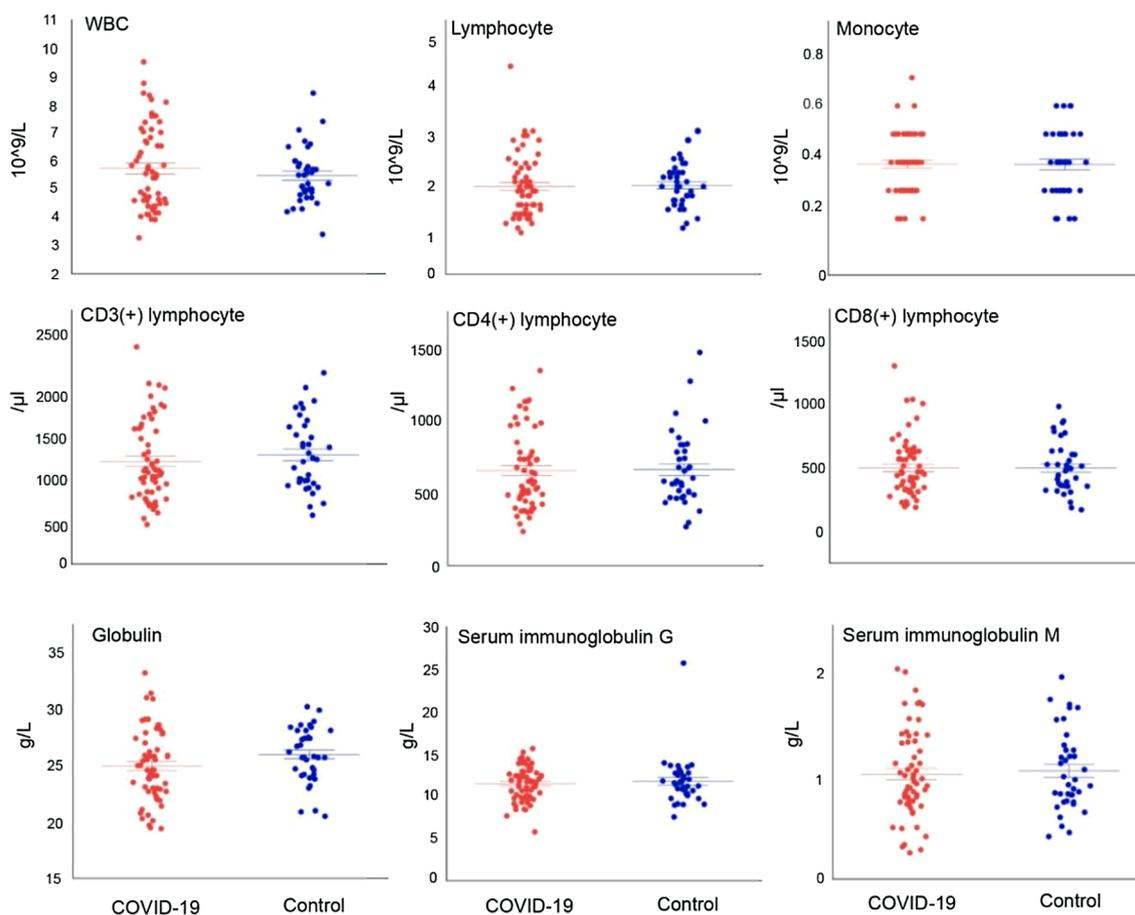 WBC
11
10
9
8
7
6
5
4
3
2
10^9/L
Lymphocyte
5
4
3
2
1
0
10^9/L
Monocyte
0.8
0.6
0.4
0.2
0
10^9/L
CD3(+) lymphocyte
2500
2000
1500
1000
500
0
/µl
CD4(+) lymphocyte
1500
1000
500
0
/µl
CD8(+) lymphocyte
1500
1000
500
0
/µl
Globulin
35
30
25
20
15
g/L
COVID-19
Control
Serum immunoglobulin G
30
25
20
15
10
5
0
g/L
COVID-19
Control
Serum immunoglobulin M
2
1
0
g/L
COVID-19
Control